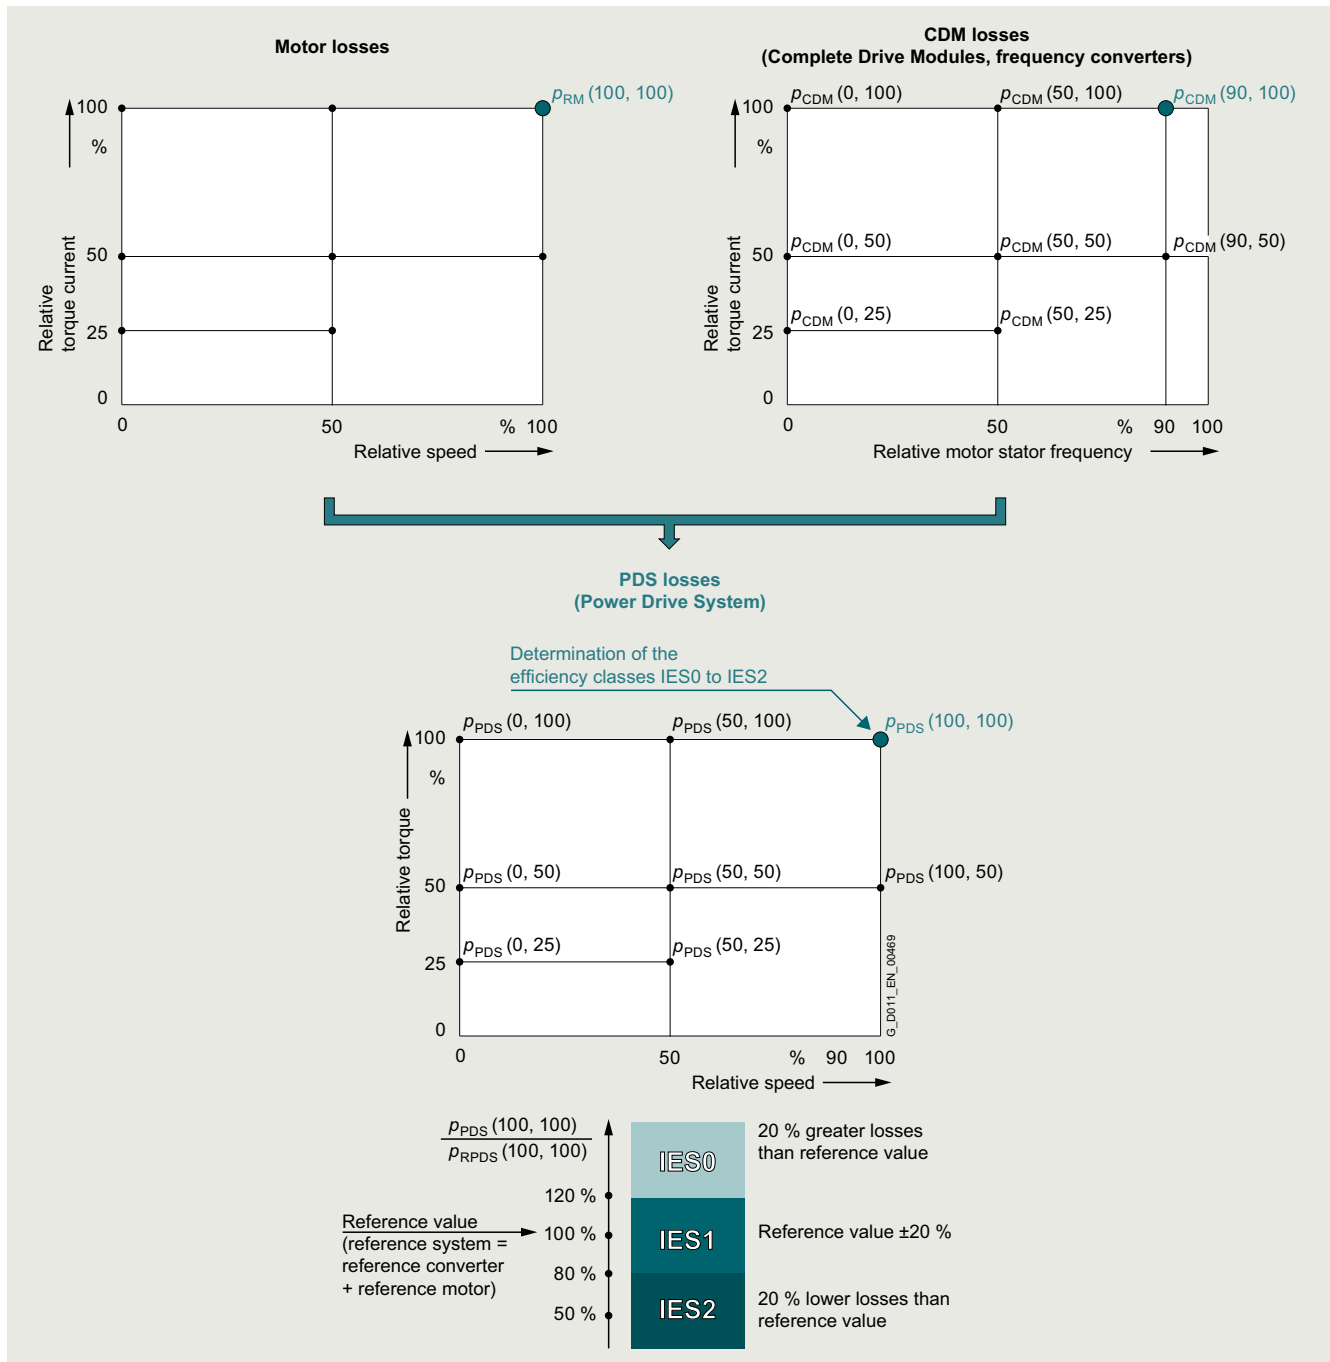 Motor losses
pRM (100, 100)
100
%
50
25
0
Relative
torque current
0
50
% 100
Relative speed
CDM losses
(Complete Drive Modules, frequency converters)
pCDM (0, 100)
pCDM (50, 100)
pCDM (90, 100)
100
%
pCDM (0, 50)
pCDM (50, 50)
pCDM (90, 50)
50
pCDM (0, 25)
pCDM (50, 25)
25
0
Relative
torque current
0
50
% 90 100
Relative motor stator frequency
PDS losses
(Power Drive System)
Determination of the
efficiency classes IES0 to IES2
pPDS (0, 100)
pPDS (50, 100)
pPDS (100, 100)
100
%
pPDS (0, 50)
pPDS (50, 50)
pPDS (100, 50)
50
pPDS (0, 25)
pPDS (50, 25)
25
0
Relative torque
G_D011_EN_00469
0
50
% 90 100
Relative speed
pPDS (100, 100)
pRPDS (100, 100)
120 %
100 %
80 %
50 %
Reference value
(reference system =
reference converter
+ reference motor)
IES0
20 % greater losses
than reference value
IES1
Reference value ±20 %
IES2
20 % lower losses than
reference value